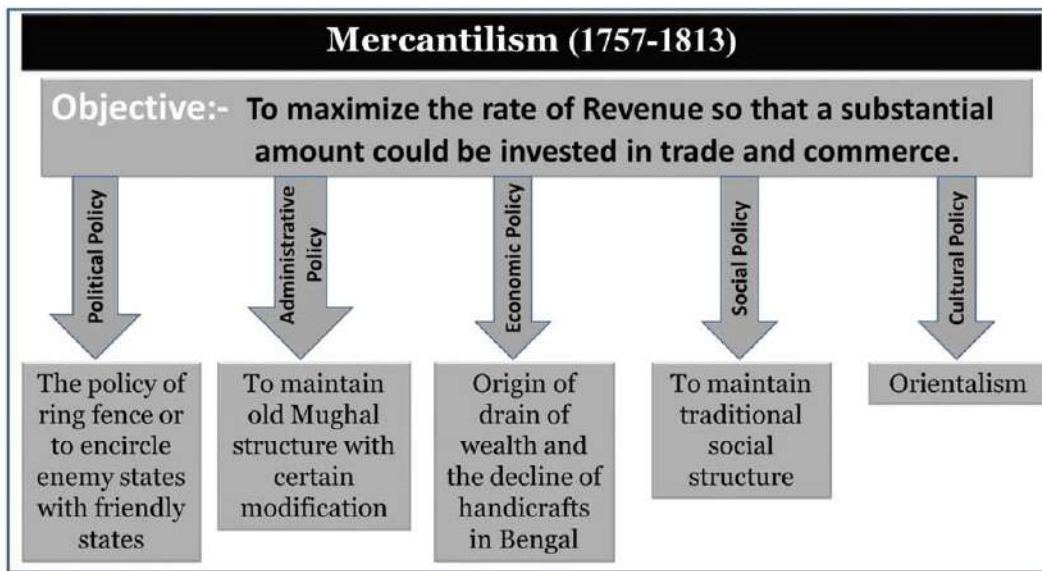 Mercantilism (1757-1813)
Objective:- To maximize the rate of Revenue so that a substantial
amount could be invested in trade and commerce.
Political Policy
Administrative
Policy
Economic Policy
Social Policy
Cultural Policy
The policy of
ring fence or
to encircle
enemy states
with friendly
states
To maintain
old Mughal
structure with
certain
modification
Origin of
drain of
wealth and
the decline of
handicrafts
in Bengal
To maintain
traditional
social
structure
Orientalism